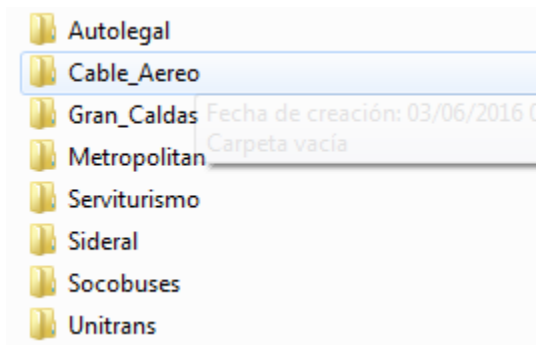 Autolegal
Cable_Aereo
Gran_Caldas
Fecha de creación: 03/06/2016
Metropolitan
Carpeta vacía
Serviturismo
Sideral
Socobuses
Unitrans